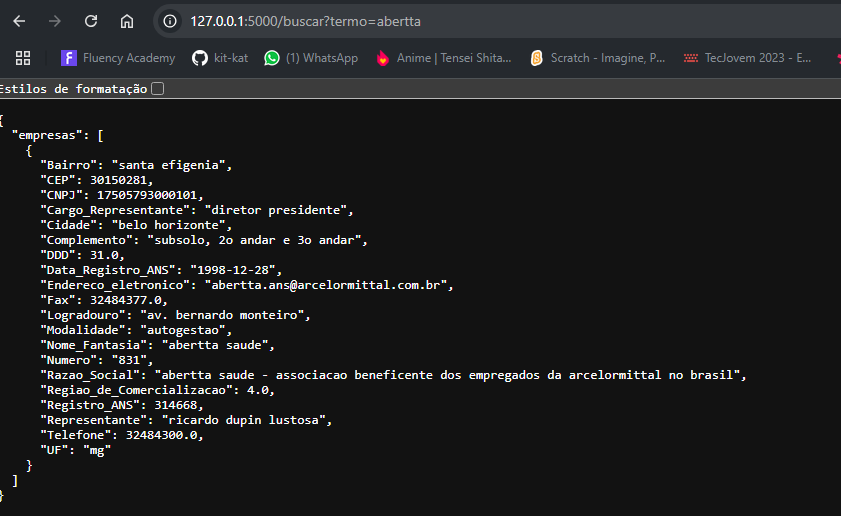 127.0.0.1:5000/buscar?termo=abertta
Fluency Academy kit-kat (1) WhatsApp Anime | Tensei Shita... Scratch - Imagine, P... TecJovem 2023 - E...
Estilos de formatação
{
"empresas": [
{
"Bairro": "santa efigenia",
"CEP": 30150281,
"CNPJ": 17505793000101,
"Cargo_Representante": "diretor presidente",
"Cidade": "belo horizonte",
"Complemento": "subsolo, 2o andar e 3o andar",
"DDD": 31.0,
"Data_Registro_ANS": "1998-12-28",
"Endereco_eletronico": "abertta.ans@arcelormittal.com.br",
"Fax": 32484377.0,
"Logradouro": "av. bernardo monteiro",
"Modalidade": "autogestao",
"Nome_Fantasia": "abertta saude",
"Numero": "831",
"Razao_Social": "abertta saude - associacao beneficente dos empregados da arcelormittal no brasil",
"Regiao_de_Comercializacao": 4.0,
"Registro_ANS": 314668,
"Representante": "ricardo dupin lustosa",
"Telefone": 32484300.0,
"UF": "mg"
}
]
}